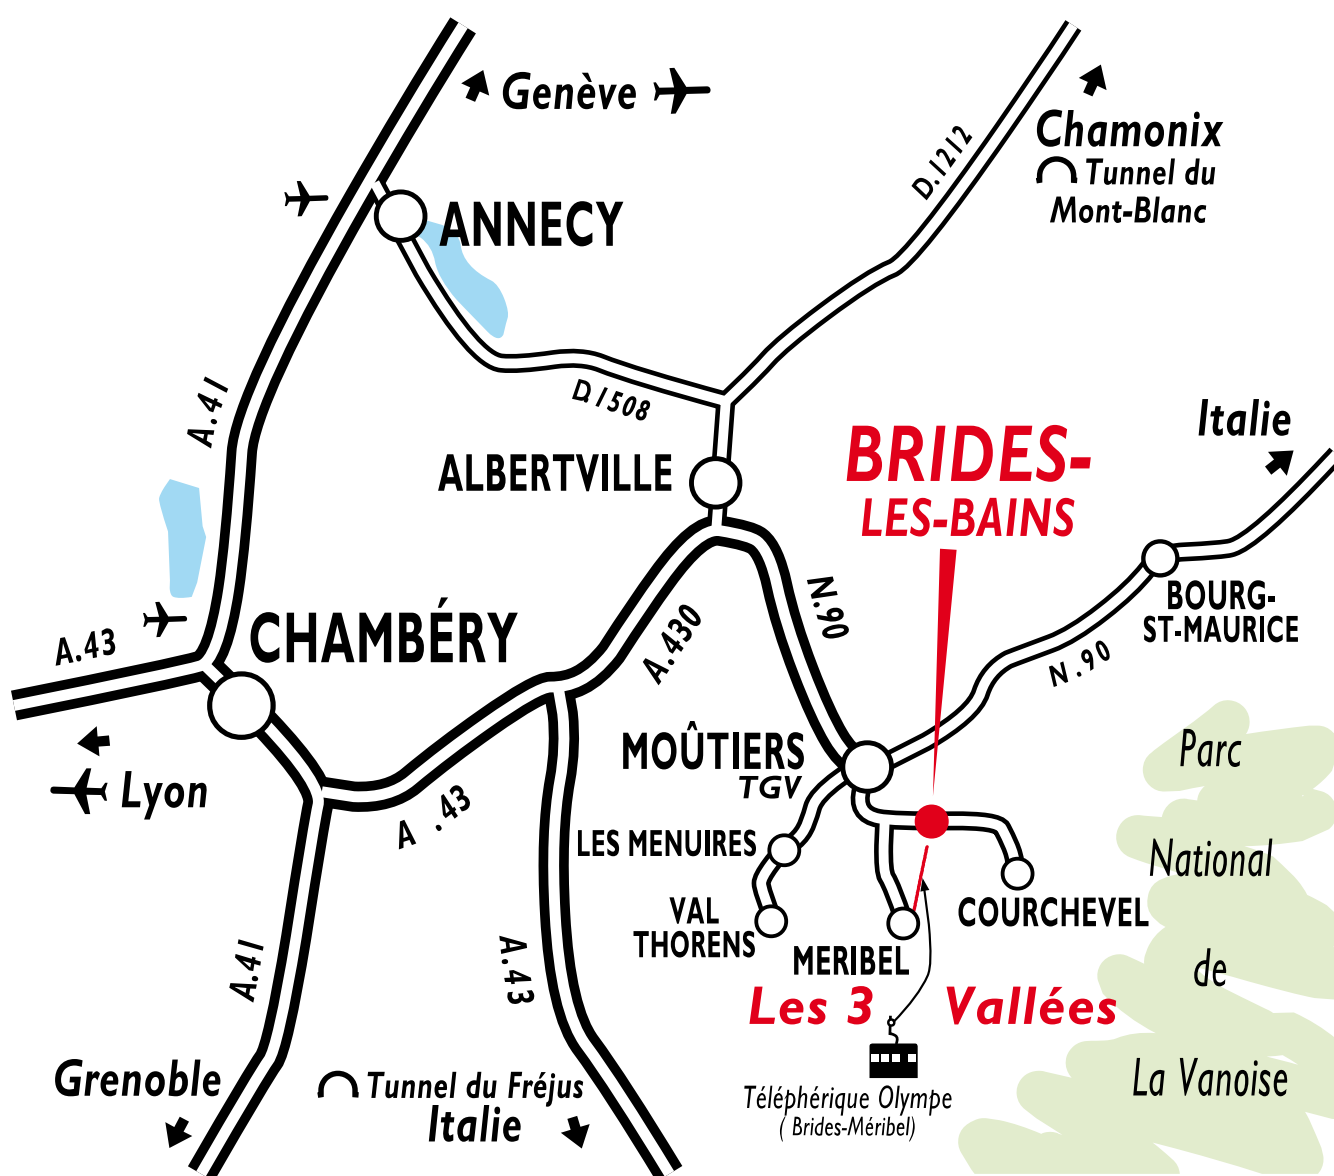 Genève
Chamonix
Tunnel du
Mont-Blanc
D.1212
ANNECY
A.41
D.1508
Italie
BRIDES-
LES-BAINS
ALBERTVILLE
N.90
BOURG-
ST-MAURICE
N.90
CHAMBÉRY
A.43
A.430
Lyon
MOÛTIERS
TGV
A.43
LES MENUIRES
VAL
THORENS
MERIBEL
COURCHEVEL
Parc
National
de
La Vanoise
A.41
A.43
Les 3 Vallées
Grenoble
Tunnel du Fréjus
Italie
Téléphérique Olympe
( Brides-Méribel)